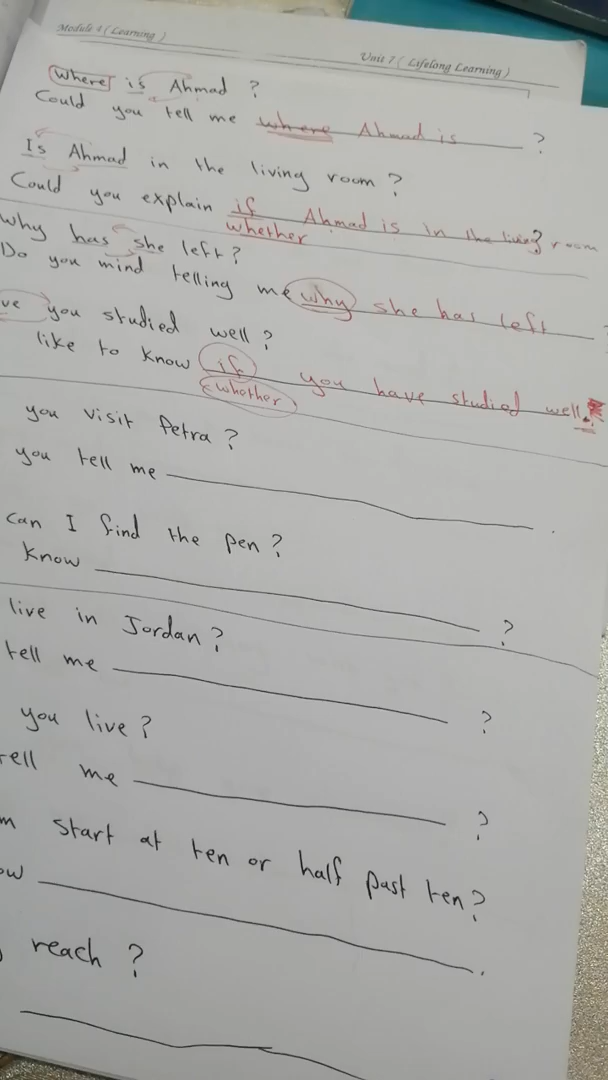 Module 4 ( Learning )
Unit 7 ( Lifelong Learning )
Where is Ahmad ?
Could you tell me where Ahmad is ?
Is Ahmad in the living room ?
Could you explain if Ahmad is in the living room ?
whether
Why has she left ?
Do you mind telling me why she has left ?
ve you studied well ?
like to know if you have studied well.
whether
you visit Petra ?
you tell me .
can I find the pen ?
know ?
live in Jordan ?
tell me ?
you live ?
tell me ?
m start at ten or half past ten ?
ow .
reach ?